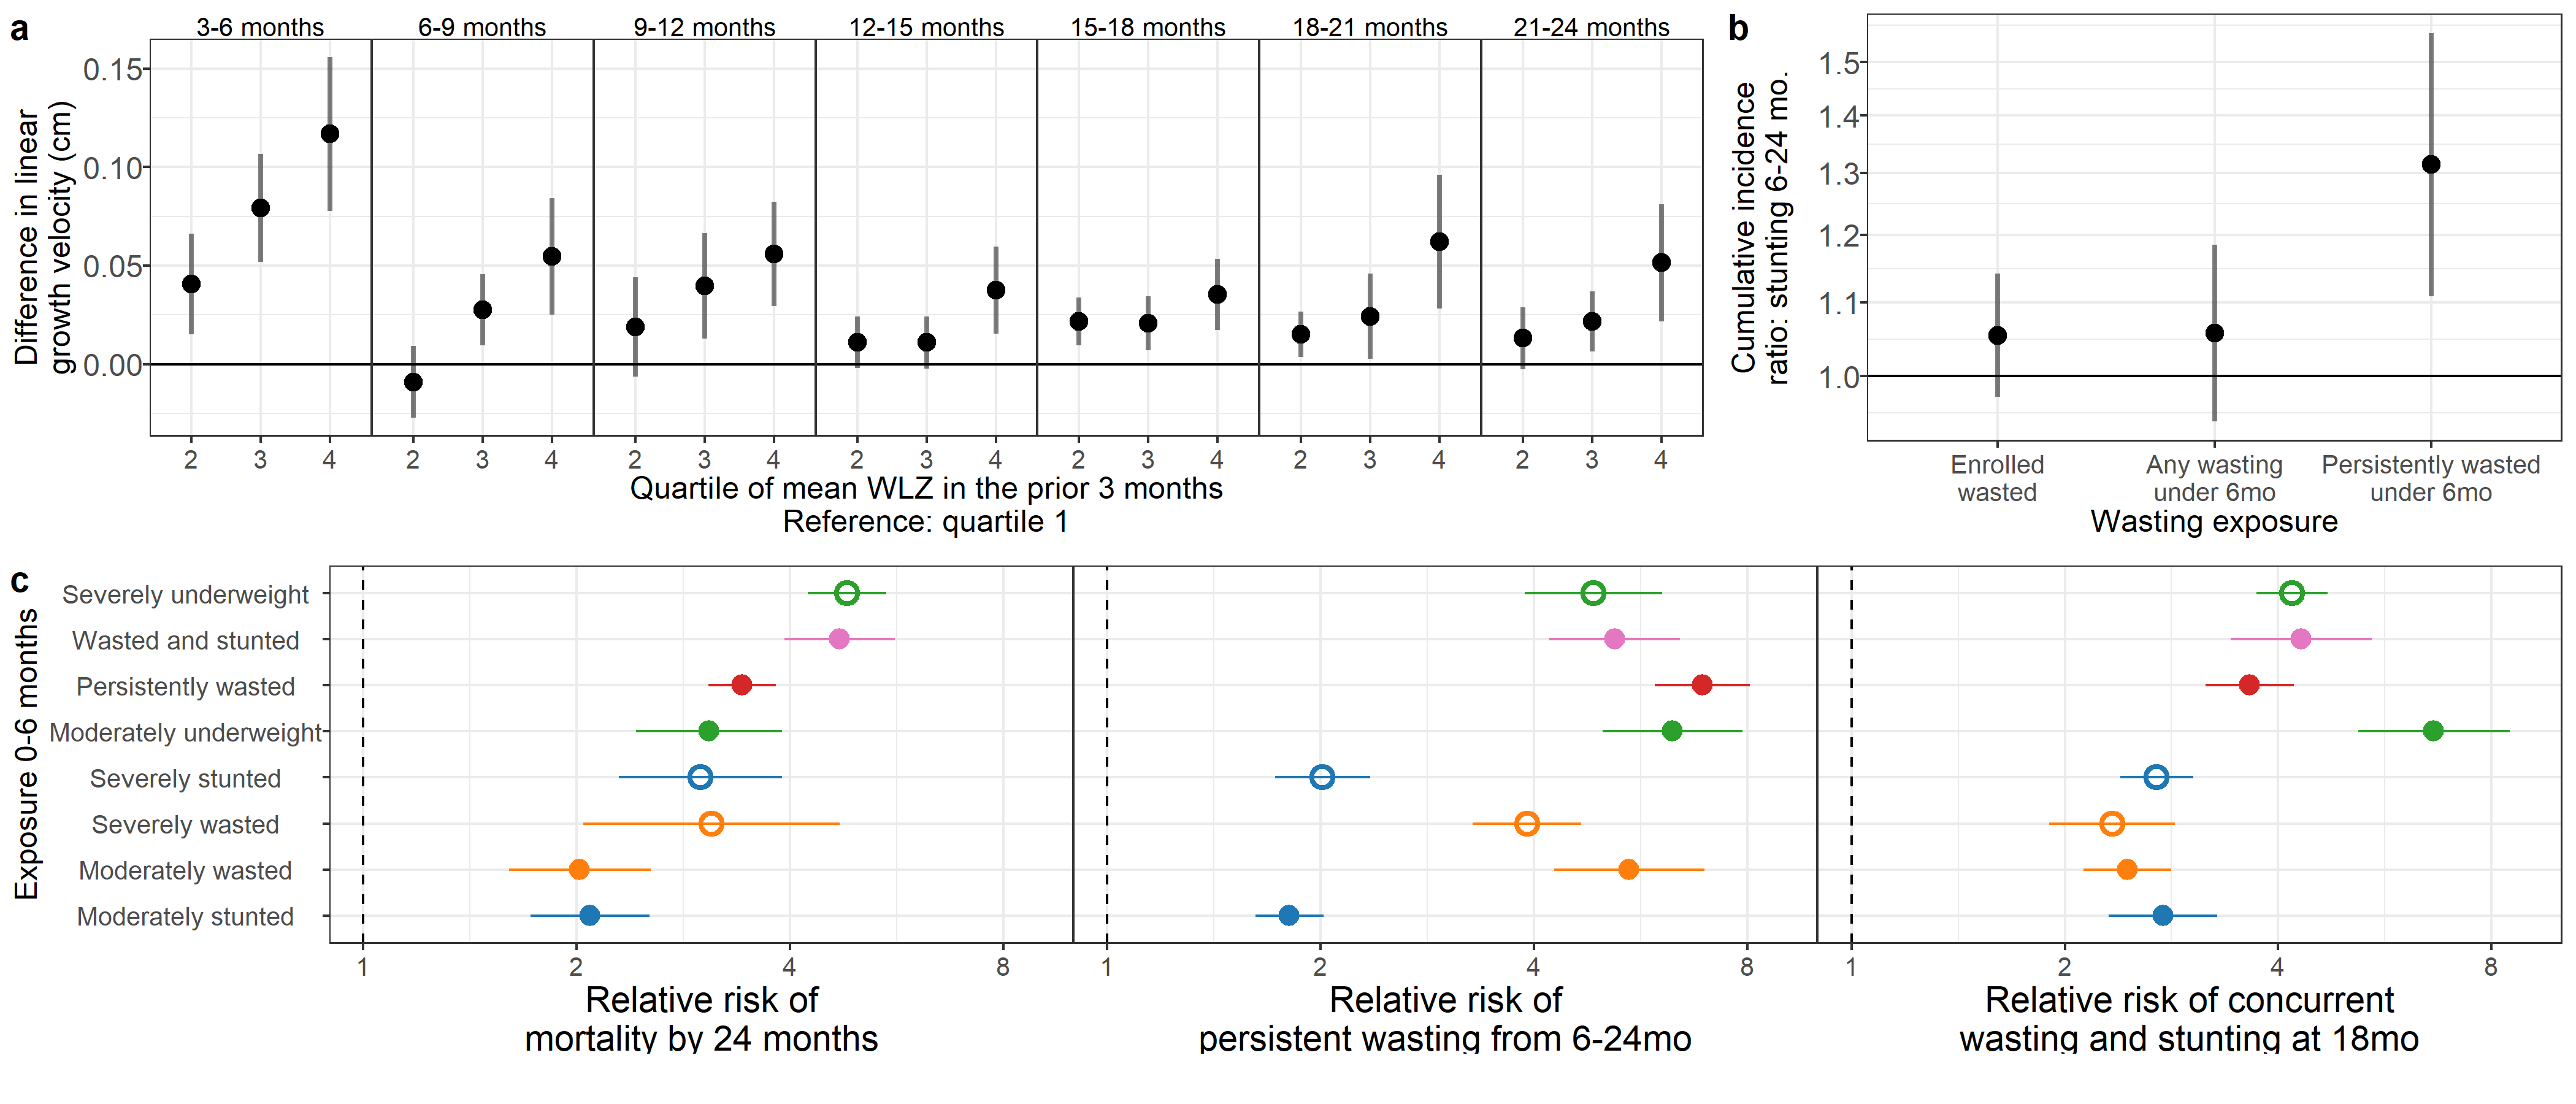 a
3-6 months 6-9 months 9-12 months 12-15 months 15-18 months 18-21 months 21-24 months
Difference in linear
growth velocity (cm)
0.15
0.10
0.05
0.00
2 3 4 2 3 4 2 3 4 2 3 4 2 3 4 2 3 4 2 3 4
Quartile of mean WLZ in the prior 3 months
Reference: quartile 1
b
Cumulative incidence
ratio: stunting 6-24 mo.
1.5
1.4
1.3
1.2
1.1
1.0
Enrolled
wasted
Any wasting
under 6mo
Persistently wasted
under 6mo
Wasting exposure
c
Exposure 0-6 months
Severely underweight
Wasted and stunted
Persistently wasted
Moderately underweight
Severely stunted
Severely wasted
Moderately wasted
Moderately stunted
1 2 4 8 1 2 4 8 1 2 4 8
Relative risk of
mortality by 24 months
Relative risk of
persistent wasting from 6-24mo
Relative risk of concurrent
wasting and stunting at 18mo